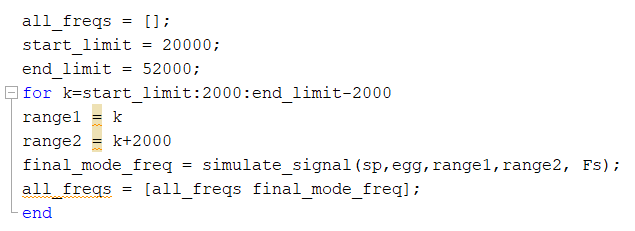 all_freqs = [];
start_limit = 20000;
end_limit = 52000;
for k=start_limit:2000:end_limit-2000
range1 = k
range2 = k+2000
final_mode_freq = simulate_signal(sp,egg,range1,range2, Fs);
all_freqs = [all_freqs final_mode_freq];
end